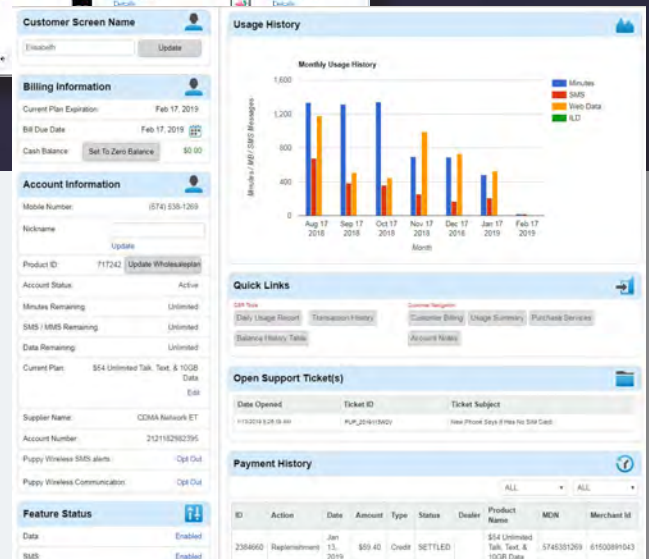 Details
Details
Customer Screen Name
Elisabeth
Update
Billing Information
Current Plan Expiration:
Feb 17, 2019
Bill Due Date
Feb 17, 2019
Cash Balance
Set To Zero Balance
$0.00
Account Information
Mobile Number:
(574) 538-1269
Nickname
Update
Product ID:
717242
Update Wholesaleplan
Account Status:
Active
Minutes Remaining:
Unlimited
SMS / MMS Remaining:
Unlimited
Data Remaining:
Unlimited
Current Plan:
$54 Unlimited Talk, Text, & 10GB
Data
Edit
Supplier Name:
CDMA Network ET
Account Number:
2121182982395
Puppy Wireless SMS alerts
Opt Out
Puppy Wireless Communication
Opt Out
Feature Status
Data
Enabled
SMS
Enabled
Usage History
Monthly Usage History
Minutes / MB / SMS Messages
1,600
1,200
800
400
0
Aug 17 2018
Sep 17 2018
Oct 17 2018
Nov 17 2018
Dec 17 2018
Jan 17 2019
Feb 17 2019
Month
Minutes
SMS
Web Data
ILD
Quick Links
CSR Tools
Customer Navigation
Daily Usage Report
Transaction History
Customer Billing
Usage Summary
Purchase Services
Balance History Table
Account Notes
Open Support Ticket(s)
Date Opened
Ticket ID
Ticket Subject
New Phone Says It Has No SIM Card
Payment History
ALL
ALL
ID
Action
Date
Amount
Type
Status
Dealer
Product Name
MDN
Merchant Id
2384660
Replenishment
Jan 13, 2019
$59.40
Credit
SETTLED
$54 Unlimited Talk, Text, & 10GB Data
5745381269
61500891043